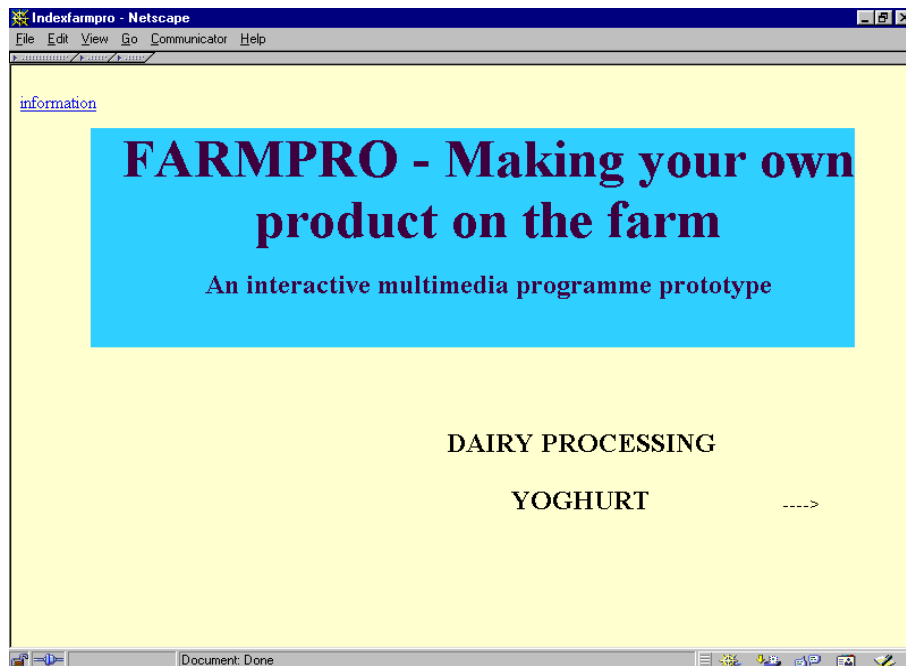 Indexfarmpro - Netscape
File Edit View Go Communicator Help
information
FARMPRO - Making your own
product on the farm
An interactive multimedia programme prototype
DAIRY PROCESSING
YOGHURT ---->
Document: Done